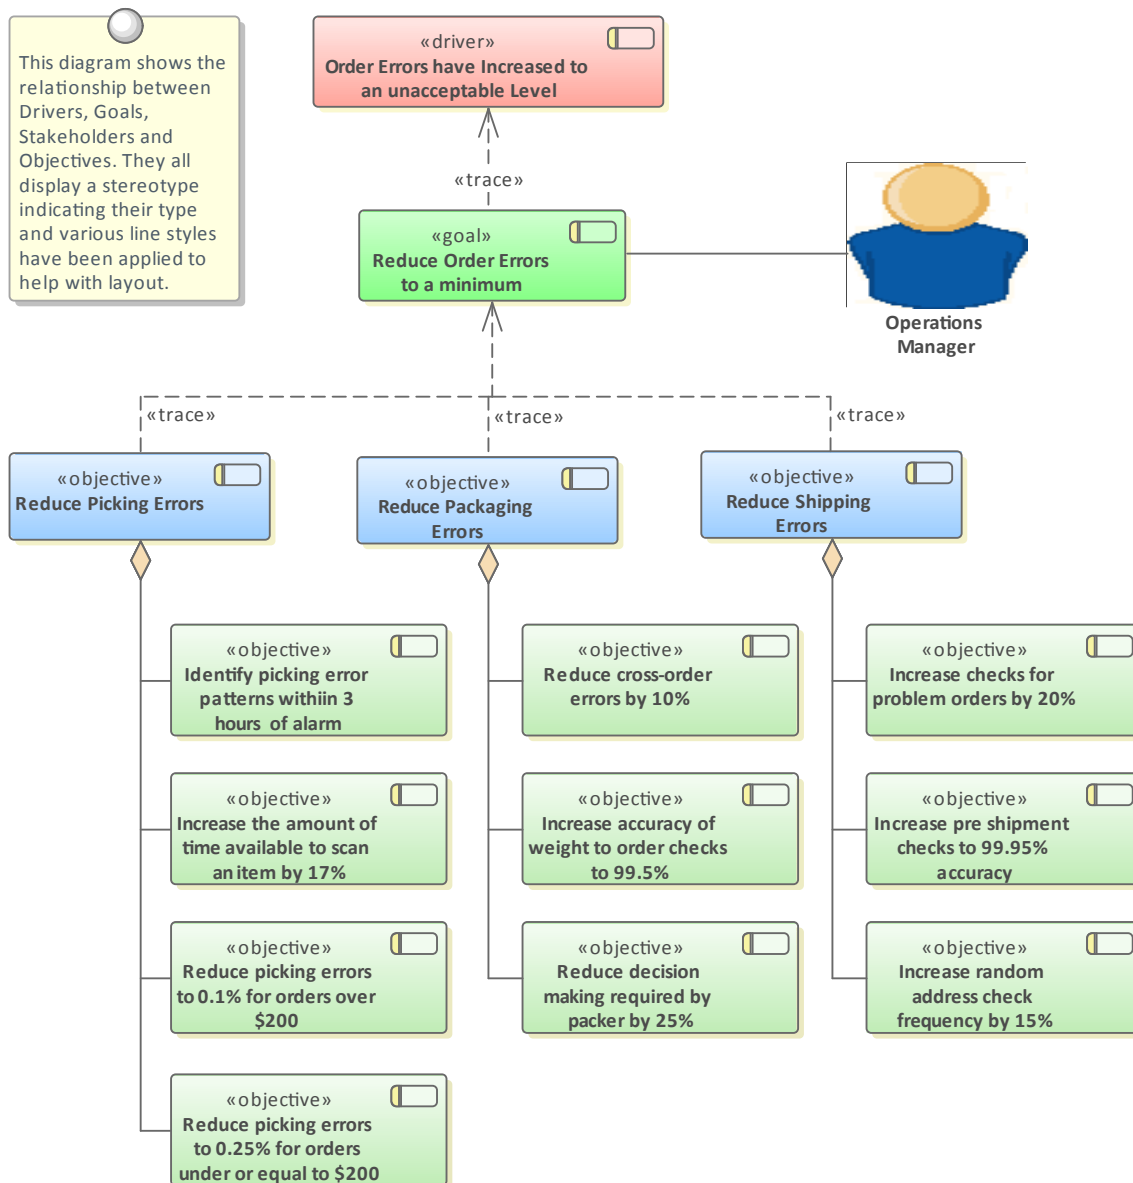 This diagram shows the
relationship between
Drivers, Goals,
Stakeholders and
Objectives. They all
display a stereotype
indicating their type
and various line styles
have been applied to
help with layout.
«driver»
Order Errors have Increased to
an unacceptable Level
«trace»
«goal»
Reduce Order Errors
to a minimum
Operations
Manager
«trace»
«trace»
«trace»
«objective»
Reduce Picking Errors
«objective»
Reduce Packaging
Errors
«objective»
Reduce Shipping
Errors
«objective»
Identify picking error
patterns withiin 3
hours of alarm
«objective»
Reduce cross-order
errors by 10%
«objective»
Increase checks for
problem orders by 20%
«objective»
Increase the amount of
time available to scan
an item by 17%
«objective»
Increase accuracy of
weight to order checks
to 99.5%
«objective»
Increase pre shipment
checks to 99.95%
accuracy
«objective»
Reduce picking errors
to 0.1% for orders over
$200
«objective»
Reduce decision
making required by
packer by 25%
«objective»
Increase random
address check
frequency by 15%
«objective»
Reduce picking errors
to 0.25% for orders
under or equal to $200